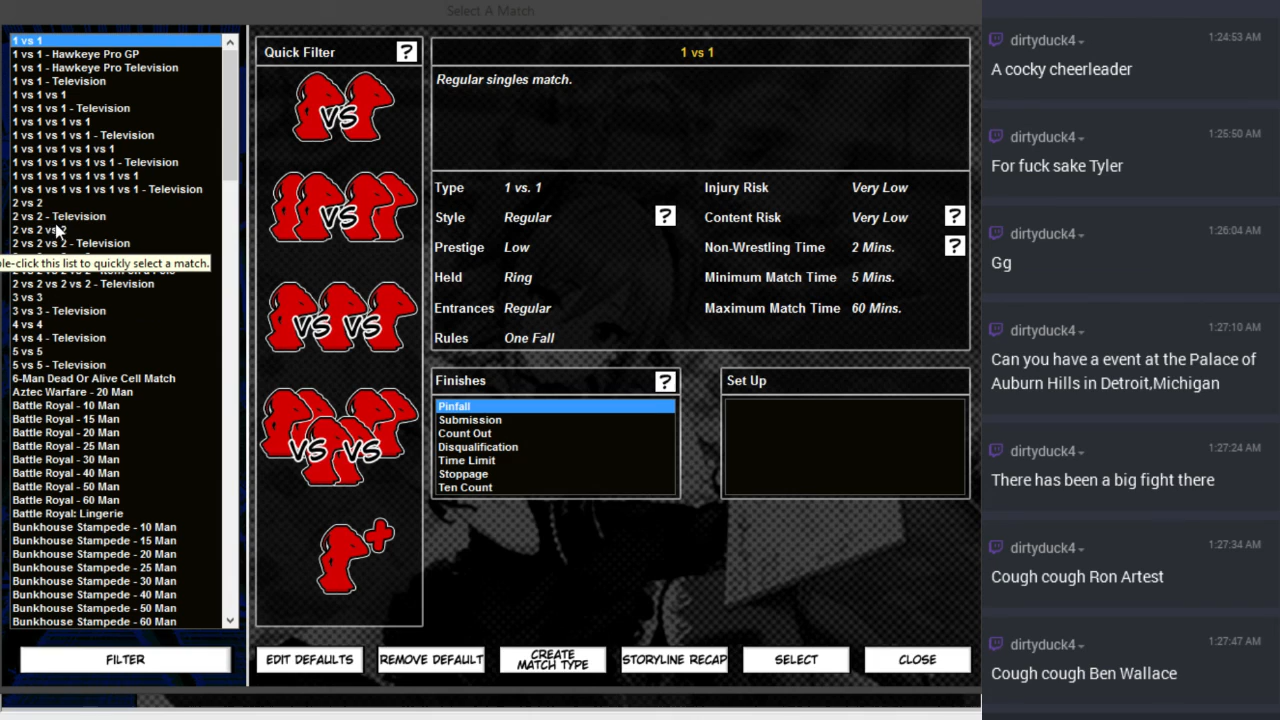 Select A Match
1 vs 1
1 vs 1 - Hawkeye Pro GP
1 vs 1 - Hawkeye Pro Television
1 vs 1 - Television
1 vs 1 vs 1
1 vs 1 vs 1 - Television
1 vs 1 vs 1 vs 1
1 vs 1 vs 1 vs 1 - Television
1 vs 1 vs 1 vs 1 vs 1
1 vs 1 vs 1 vs 1 vs 1 - Television
1 vs 1 vs 1 vs 1 vs 1 vs 1
1 vs 1 vs 1 vs 1 vs 1 vs 1 - Television
2 vs 2
2 vs 2 - Television
2 vs 2 vs 2
2 vs 2 vs 2 - Television
le-click this list to quickly select a match.
2 vs 2 vs 2 vs 2 - Television
3 vs 3
3 vs 3 - Television
4 vs 4
4 vs 4 - Television
5 vs 5
5 vs 5 - Television
6-Man Dead Or Alive Cell Match
Aztec Warfare - 20 Man
Battle Royal - 10 Man
Battle Royal - 15 Man
Battle Royal - 20 Man
Battle Royal - 25 Man
Battle Royal - 30 Man
Battle Royal - 40 Man
Battle Royal - 50 Man
Battle Royal - 60 Man
Battle Royal: Lingerie
Bunkhouse Stampede - 10 Man
Bunkhouse Stampede - 15 Man
Bunkhouse Stampede - 20 Man
Bunkhouse Stampede - 25 Man
Bunkhouse Stampede - 30 Man
Bunkhouse Stampede - 40 Man
Bunkhouse Stampede - 50 Man
Bunkhouse Stampede - 60 Man
FILTER
Quick Filter ?
VS
VS
VS VS
VS VS
1 vs 1
Regular singles match.
Type 1 vs. 1
Style Regular ?
Prestige Low
Held Ring
Entrances Regular
Rules One Fall
Injury Risk Very Low
Content Risk Very Low ?
Non-Wrestling Time 2 Mins. ?
Minimum Match Time 5 Mins.
Maximum Match Time 60 Mins.
Finishes ?
Pinfall
Submission
Count Out
Disqualification
Time Limit
Stoppage
Ten Count
Set Up
EDIT DEFAULTS
REMOVE DEFAULT
CREATE
MATCH TYPE
STORYLINE RECAP
SELECT
CLOSE
dirtyduck4 1:24:53 AM
A cocky cheerleader
dirtyduck4 1:25:50 AM
For fuck sake Tyler
dirtyduck4 1:26:04 AM
Gg
dirtyduck4 1:27:10 AM
Can you have a event at the Palace of
Auburn Hills in Detroit,Michigan
dirtyduck4 1:27:24 AM
There has been a big fight there
dirtyduck4 1:27:34 AM
Cough cough Ron Artest
dirtyduck4 1:27:47 AM
Cough cough Ben Wallace